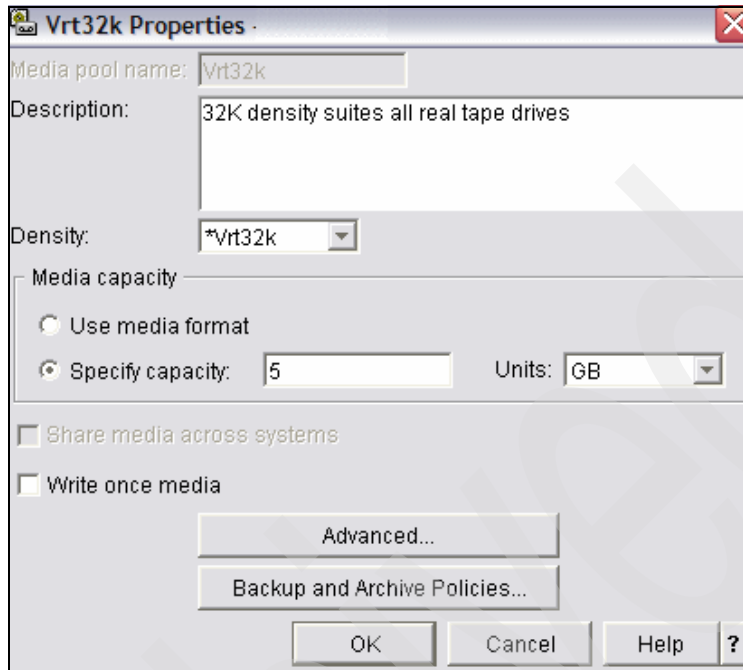 Vrt32k Properties -
Media pool name: Vrt32k
Description: 32K density suites all real tape drives
Density: *Vrt32k
Media capacity
Use media format
Specify capacity: 5 Units: GB
Share media across systems
Write once media
Advanced...
Backup and Archive Policies...
OK Cancel Help ?